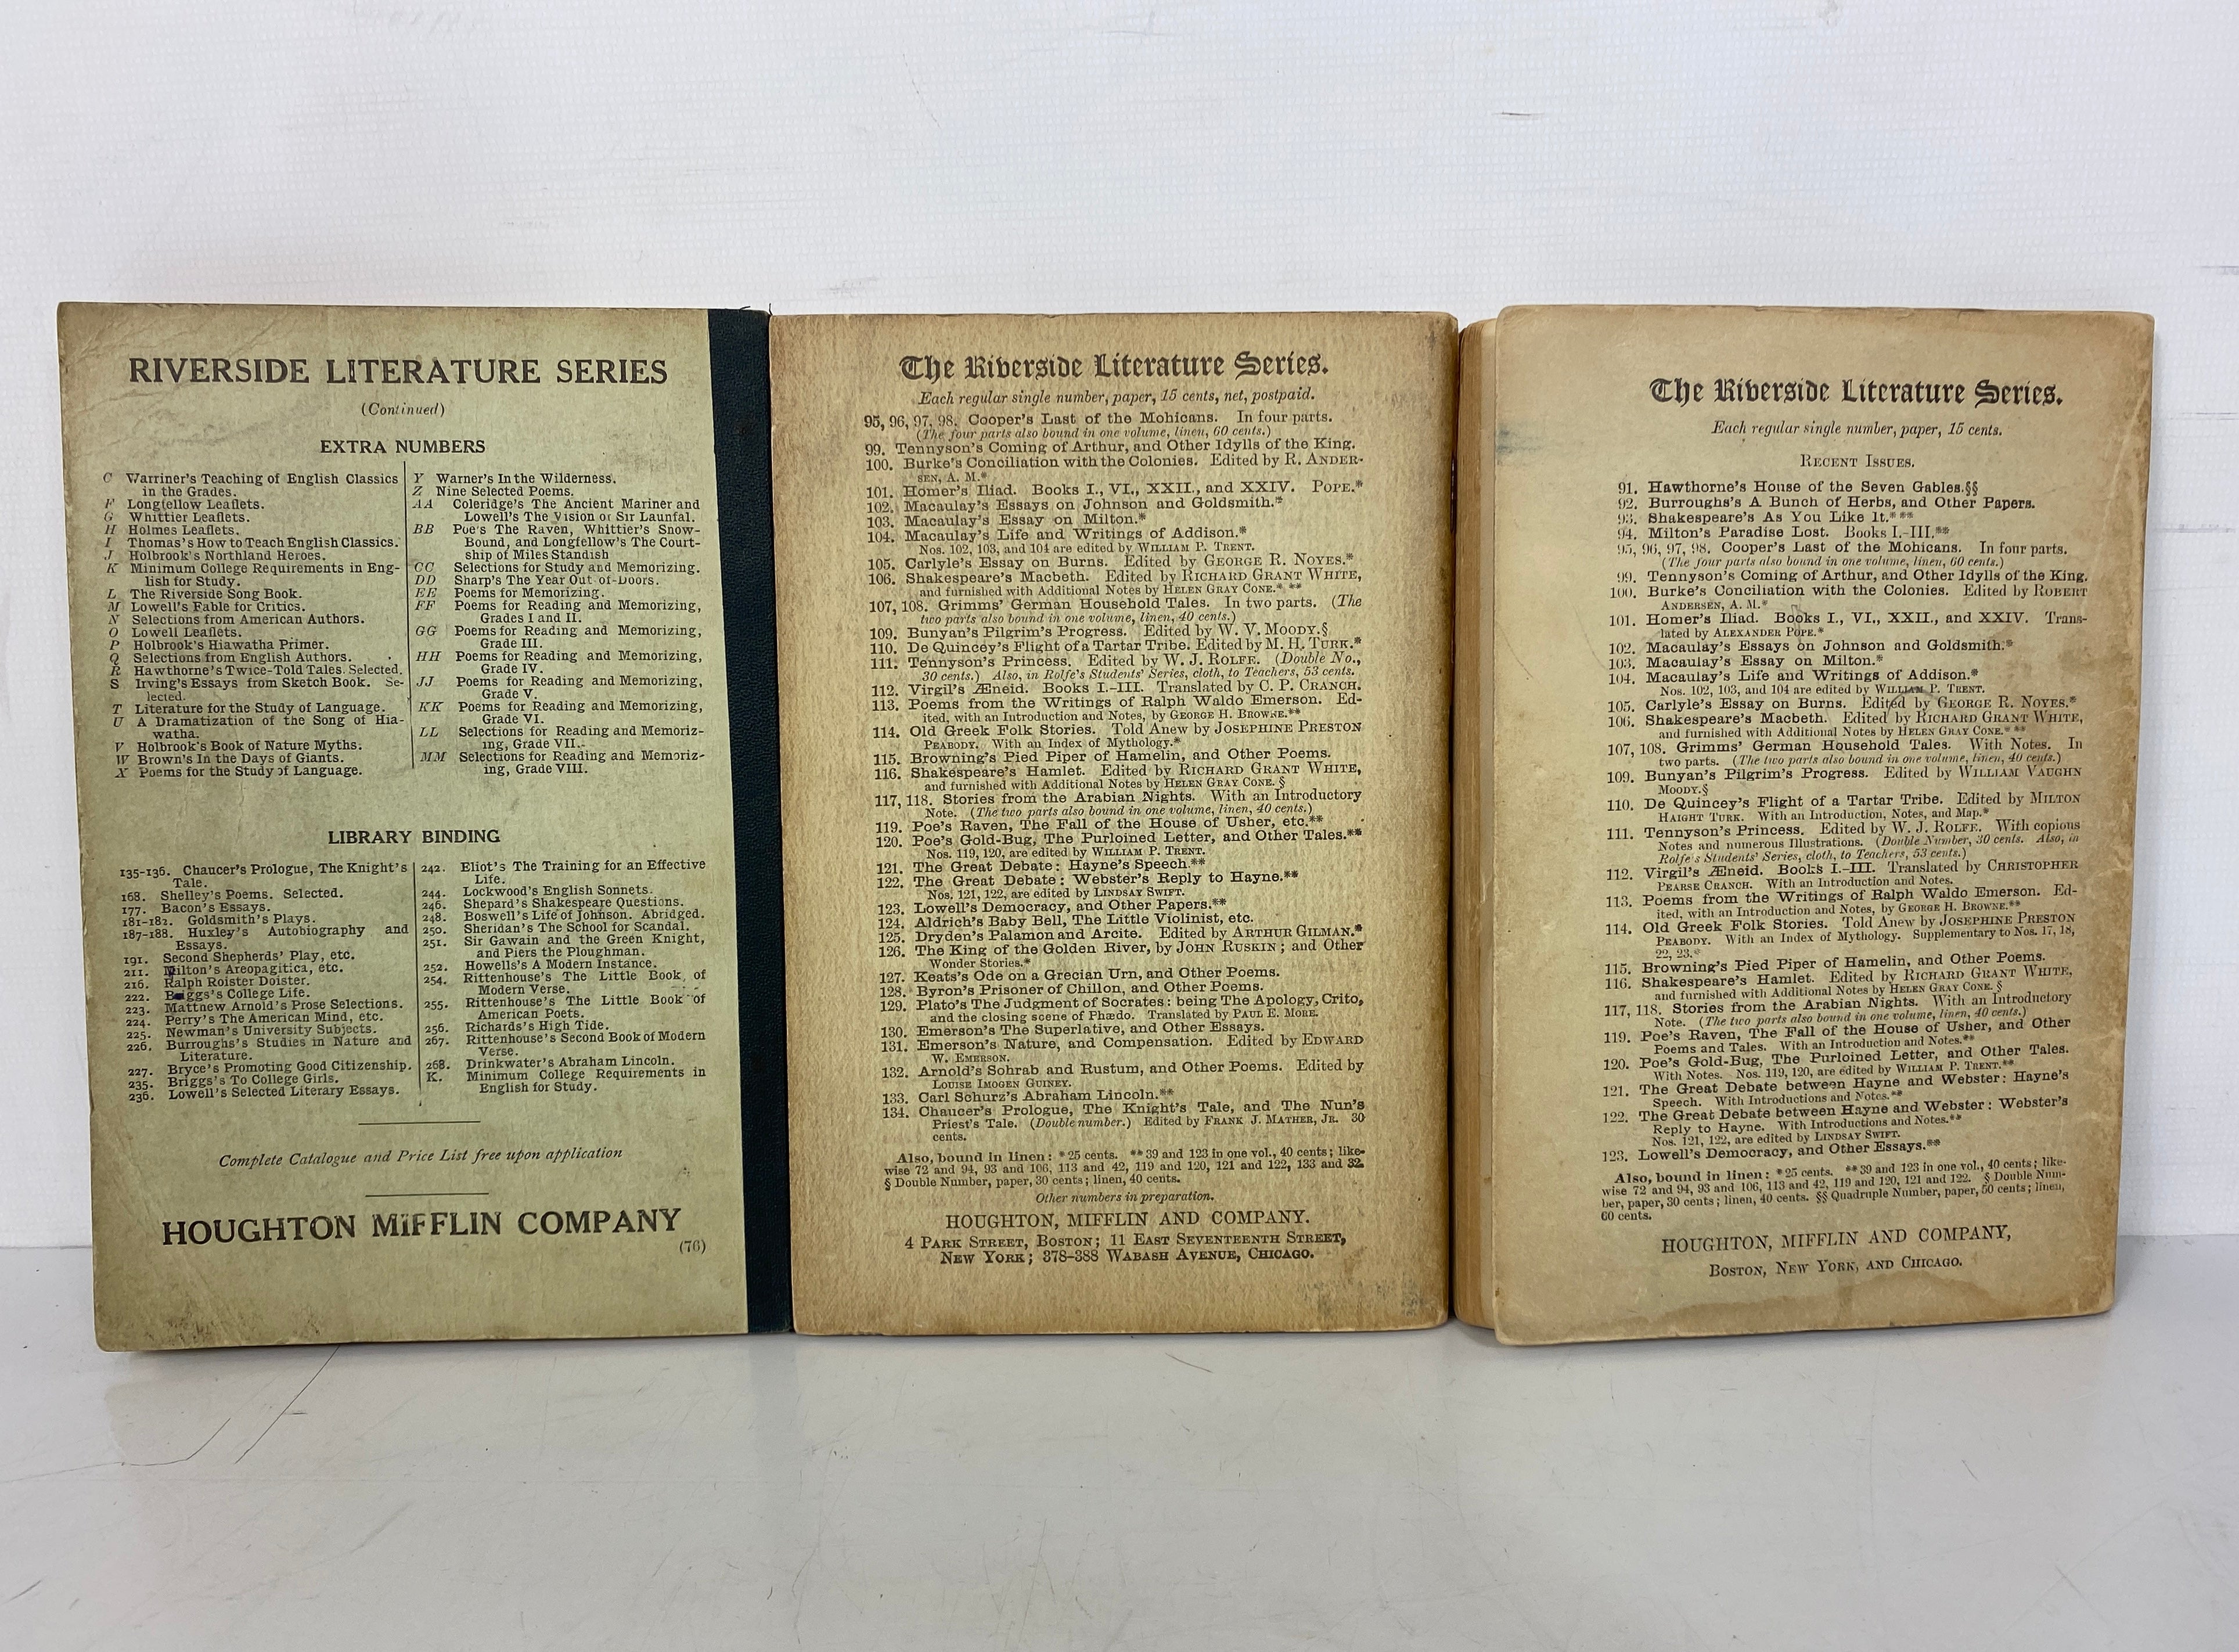 RIVERSIDE LITERATURE SERIES
(Continued)
EXTRA NUMBERS
C Warriner's Teaching of English Classics
in the Grades.
F Longfellow Leaflets.
G Whittier Leaflets.
H Holmes Leaflets.
I Thomas's How to Teach English Classics.
J Holbrook's Northland Heroes.
K Minimum College Requirements in Eng-
lish for Study.
L The Riverside Song Book.
M Lowell's Fable for Critics.
N Selections from American Authors.
O Lowell Leaflets.
P Holbrook's Hiawatha Primer.
Q Selections from English Authors.
R Hawthorne's Twice-Told Tales. Selected.
S Irving's Essays from Sketch Book. Se-
lected.
T Literature for the Study of Language.
U A Dramatization of the Song of Hia-
watha.
V Holbrook's Book of Nature Myths.
W Brown's In the Days of Giants.
X Poems for the Study of Language.
Y Warner's In the Wilderness.
Z Nine Selected Poems.
AA Coleridge's The Ancient Mariner and
Lowell's The Vision of Sir Launfal.
BB Poe's The Raven, Whittier's Snow-
Bound, and Longfellow's The Court-
ship of Miles Standish
CC Selections for Study and Memorizing.
DD Sharp's The Year Out-of-Doors.
EE Poems for Memorizing.
FF Poems for Reading and Memorizing,
Grades I and II.
GG Poems for Reading and Memorizing,
Grade III.
HH Poems for Reading and Memorizing,
Grade IV.
JJ Poems for Reading and Memorizing,
Grade V.
KK Poems for Reading and Memorizing,
Grade VI.
LL Selections for Reading and Memoriz-
ing, Grade VII.
MM Selections for Reading and Memoriz-
ing, Grade VIII.
LIBRARY BINDING
135-136. Chaucer's Prologue, The Knight's
Tale.
168. Shelley's Poems. Selected.
177. Bacon's Essays.
181-182. Goldsmith's Plays.
187-188. Huxley's Autobiography and
Essays.
191. Second Shepherds' Play, etc.
211. Milton's Areopagitica, etc.
216. Ralph Roister Doister.
222. Briggs's College Life.
223. Matthew Arnold's Prose Selections.
224. Perry's The American Mind, etc.
225. Newman's University Subjects.
226. Burroughs's Studies in Nature and
Literature.
227. Bryce's Promoting Good Citizenship.
235. Briggs's To College Girls.
236. Lowell's Selected Literary Essays.
242. Eliot's The Training for an Effective
Life.
244. Lockwood's English Sonnets.
246. Shepard's Shakespeare Questions.
248. Boswell's Life of Johnson. Abridged.
250. Sheridan's The School for Scandal.
251. Sir Gawain and the Green Knight,
and Piers the Ploughman.
252. Howells's A Modern Instance.
254. Rittenhouse's The Little Book of
Modern Verse.
255. Rittenhouse's The Little Book of
American Poets.
256. Richards's High Tide.
267. Rittenhouse's Second Book of Modern
Verse.
268. Drinkwater's Abraham Lincoln.
K. Minimum College Requirements in
English for Study.
Complete Catalogue and Price List free upon application
HOUGHTON MIFFLIN COMPANY
(76)
The Riverside Literature Series.
Each regular single number, paper, 15 cents, net, postpaid.
95, 96, 97, 98. Cooper's Last of the Mohicans. In four parts.
(The four parts also bound in one volume, linen, 60 cents.)
99. Tennyson's Coming of Arthur, and Other Idylls of the King.
100. Burke's Conciliation with the Colonies. Edited by R. ANDER-
SEN, A. M.*
101. Homer's Iliad. Books I., VI., XXII., and XXIV. POPE.*
102. Macaulay's Essays on Johnson and Goldsmith.*
103. Macaulay's Essay on Milton.*
104. Macaulay's Life and Writings of Addison.*
Nos. 102, 103, and 104 are edited by WILLIAM P. TRENT.
105. Carlyle's Essay on Burns. Edited by GEORGE R. NOYES.*
106. Shakespeare's Macbeth. Edited by RICHARD GRANT WHITE,
and furnished with Additional Notes by HELEN GRAY CONE.* **
107, 108. Grimms' German Household Tales. In two parts. (The
two parts also bound in one volume, linen, 40 cents.)
109. Bunyan's Pilgrim's Progress. Edited by W. V. MOODY.§
110. De Quincey's Flight of a Tartar Tribe. Edited by M. H. TURK.*
111. Tennyson's Princess. Edited by W. J. ROLFE. (Double No.,
30 cents.) Also, in Rolfe's Students' Series, cloth, to Teachers, 53 cents.
112. Virgil's Æneid. Books I.-III. Translated by C. P. CRANCH.
113. Poems from the Writings of Ralph Waldo Emerson. Ed-
ited, with an Introduction and Notes, by GEORGE H. BROWNE.**
114. Old Greek Folk Stories. Told Anew by JOSEPHINE PRESTON
PEABODY. With an Index of Mythology.*
115. Browning's Pied Piper of Hamelin, and Other Poems.
116. Shakespeare's Hamlet. Edited by RICHARD GRANT WHITE,
and furnished with Additional Notes by HELEN GRAY CONE. §
117, 118. Stories from the Arabian Nights. With an Introductory
Note. (The two parts also bound in one volume, linen, 40 cents.)
119. Poe's Raven, The Fall of the House of Usher, etc.**
120. Poe's Gold-Bug, The Purloined Letter, and Other Tales.**
Nos. 119, 120, are edited by WILLIAM P. TRENT.
121. The Great Debate: Hayne's Speech.**
122. The Great Debate: Webster's Reply to Hayne.**
Nos. 121, 122, are edited by LINDSAY SWIFT.
123. Lowell's Democracy, and Other Papers.**
124. Aldrich's Baby Bell, The Little Violinist, etc.
125. Dryden's Palamon and Arcite. Edited by ARTHUR GILMAN.*
126. The King of the Golden River, by JOHN RUSKIN; and Other
Wonder Stories.*
127. Keats's Ode on a Grecian Urn, and Other Poems.
128. Byron's Prisoner of Chillon, and Other Poems.
129. Plato's The Judgment of Socrates: being The Apology, Crito,
and the closing scene of Phædo. Translated by PAUL E. MORE.
130. Emerson's The Superlative, and Other Essays.
131. Emerson's Nature, and Compensation. Edited by EDWARD
W. EMERSON.
132. Arnold's Sohrab and Rustum, and Other Poems. Edited by
LOUISE IMOGEN GUINEY.
133. Carl Schurz's Abraham Lincoln.**
134. Chaucer's Prologue, The Knight's Tale, and The Nun's
Priest's Tale. (Double number.) Edited by FRANK J. MATHER, JR. 30
cents.
Also, bound in linen: * 25 cents. ** 39 and 123 in one vol., 40 cents; like-
wise 72 and 94, 93 and 106, 113 and 42, 119 and 120, 121 and 122, 133 and 32.
§ Double Number, paper, 30 cents; linen, 40 cents.
Other numbers in preparation.
HOUGHTON, MIFFLIN AND COMPANY.
4 PARK STREET, BOSTON; 11 EAST SEVENTEENTH STREET,
NEW YORK; 378-388 WABASH AVENUE, CHICAGO.
The Riverside Literature Series.
Each regular single number, paper, 15 cents.
RECENT ISSUES.
91. Hawthorne's House of the Seven Gables.§§
92. Burroughs's A Bunch of Herbs, and Other Papers.
93. Shakespeare's As You Like It.* **
94. Milton's Paradise Lost. Books I.-III.**
95, 96, 97, 98. Cooper's Last of the Mohicans. In four parts.
(The four parts also bound in one volume, linen, 60 cents.)
99. Tennyson's Coming of Arthur, and Other Idylls of the King.
100. Burke's Conciliation with the Colonies. Edited by ROBERT
ANDERSEN, A. M.*
101. Homer's Iliad. Books I., VI., XXII., and XXIV. Trans-
lated by ALEXANDER POPE.*
102. Macaulay's Essays on Johnson and Goldsmith.*
103. Macaulay's Essay on Milton.*
104. Macaulay's Life and Writings of Addison.*
Nos. 102, 103, and 104 are edited by WILLIAM P. TRENT.
105. Carlyle's Essay on Burns. Edited by GEORGE R. NOYES.*
106. Shakespeare's Macbeth. Edited by RICHARD GRANT WHITE,
and furnished with Additional Notes by HELEN GRAY CONE.* **
107, 108. Grimms' German Household Tales. With Notes. In
two parts. (The two parts also bound in one volume, linen, 40 cents.)
109. Bunyan's Pilgrim's Progress. Edited by WILLIAM VAUGHN
MOODY.§
110. De Quincey's Flight of a Tartar Tribe. Edited by MILTON
HAIGHT TURK. With an Introduction, Notes, and Map.*
111. Tennyson's Princess. Edited by W. J. ROLFE. With copious
Notes and numerous Illustrations. (Double Number, 30 cents. Also, in
Rolfe's Students' Series, cloth, to Teachers, 53 cents.)
112. Virgil's Æneid. Books I.-III. Translated by CHRISTOPHER
PEARSE CRANCH. With an Introduction and Notes.
113. Poems from the Writings of Ralph Waldo Emerson. Ed-
ited, with an Introduction and Notes, by GEORGE H. BROWNE.**
114. Old Greek Folk Stories. Told Anew by JOSEPHINE PRESTON
PEABODY. With an Index of Mythology. Supplementary to Nos. 17, 18,
22, 23.*
115. Browning's Pied Piper of Hamelin, and Other Poems.
116. Shakespeare's Hamlet. Edited by RICHARD GRANT WHITE,
and furnished with Additional Notes by HELEN GRAY CONE. §
117, 118. Stories from the Arabian Nights. With an Introductory
Note. (The two parts also bound in one volume, linen, 40 cents.)
119. Poe's Raven, The Fall of the House of Usher, and Other
Poems and Tales. With an Introduction and Notes.**
120. Poe's Gold-Bug, The Purloined Letter, and Other Tales.
With Notes. Nos. 119, 120, are edited by WILLIAM P. TRENT.**
121. The Great Debate between Hayne and Webster: Hayne's
Speech. With Introductions and Notes.**
122. The Great Debate between Hayne and Webster: Webster's
Reply to Hayne. With Introductions and Notes.**
Nos. 121, 122, are edited by LINDSAY SWIFT.
123. Lowell's Democracy, and Other Essays.**
Also, bound in linen: * 25 cents. ** 39 and 123 in one vol., 40 cents; like-
wise 72 and 94, 93 and 106, 113 and 42, 119 and 120, 121 and 122. § Double Num-
ber, paper, 30 cents; linen, 40 cents. §§ Quadruple Number, paper, 50 cents; linen,
60 cents.
HOUGHTON, MIFFLIN AND COMPANY,
BOSTON, NEW YORK, AND CHICAGO.